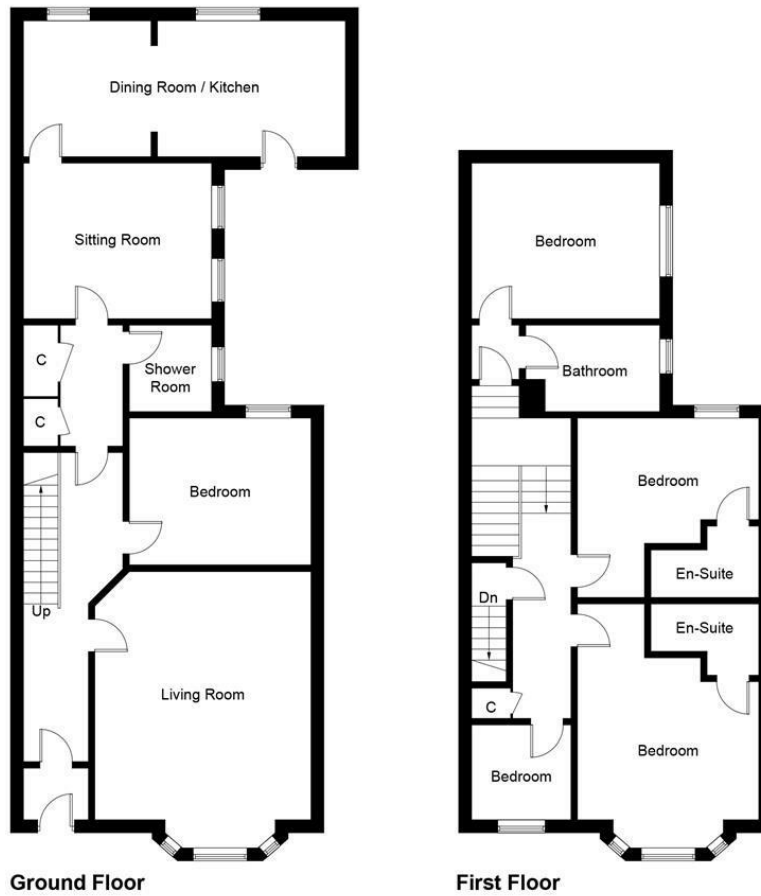 Dining Room / Kitchen
Sitting Room
C
Shower
Room
C
Bedroom
Up
Living Room
Ground Floor
Bedroom
Bathroom
Bedroom
En-Suite
Dn
En-Suite
C
Bedroom
Bedroom
First Floor